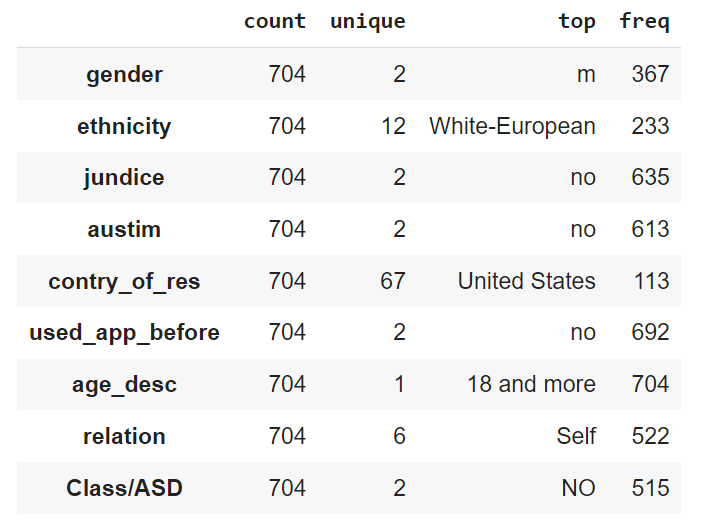 count unique top freq
gender 704 2 m 367
ethnicity 704 12 White-European 233
jundice 704 2 no 635
austim 704 2 no 613
contry_of_res 704 67 United States 113
used_app_before 704 2 no 692
age_desc 704 1 18 and more 704
relation 704 6 Self 522
Class/ASD 704 2 NO 515